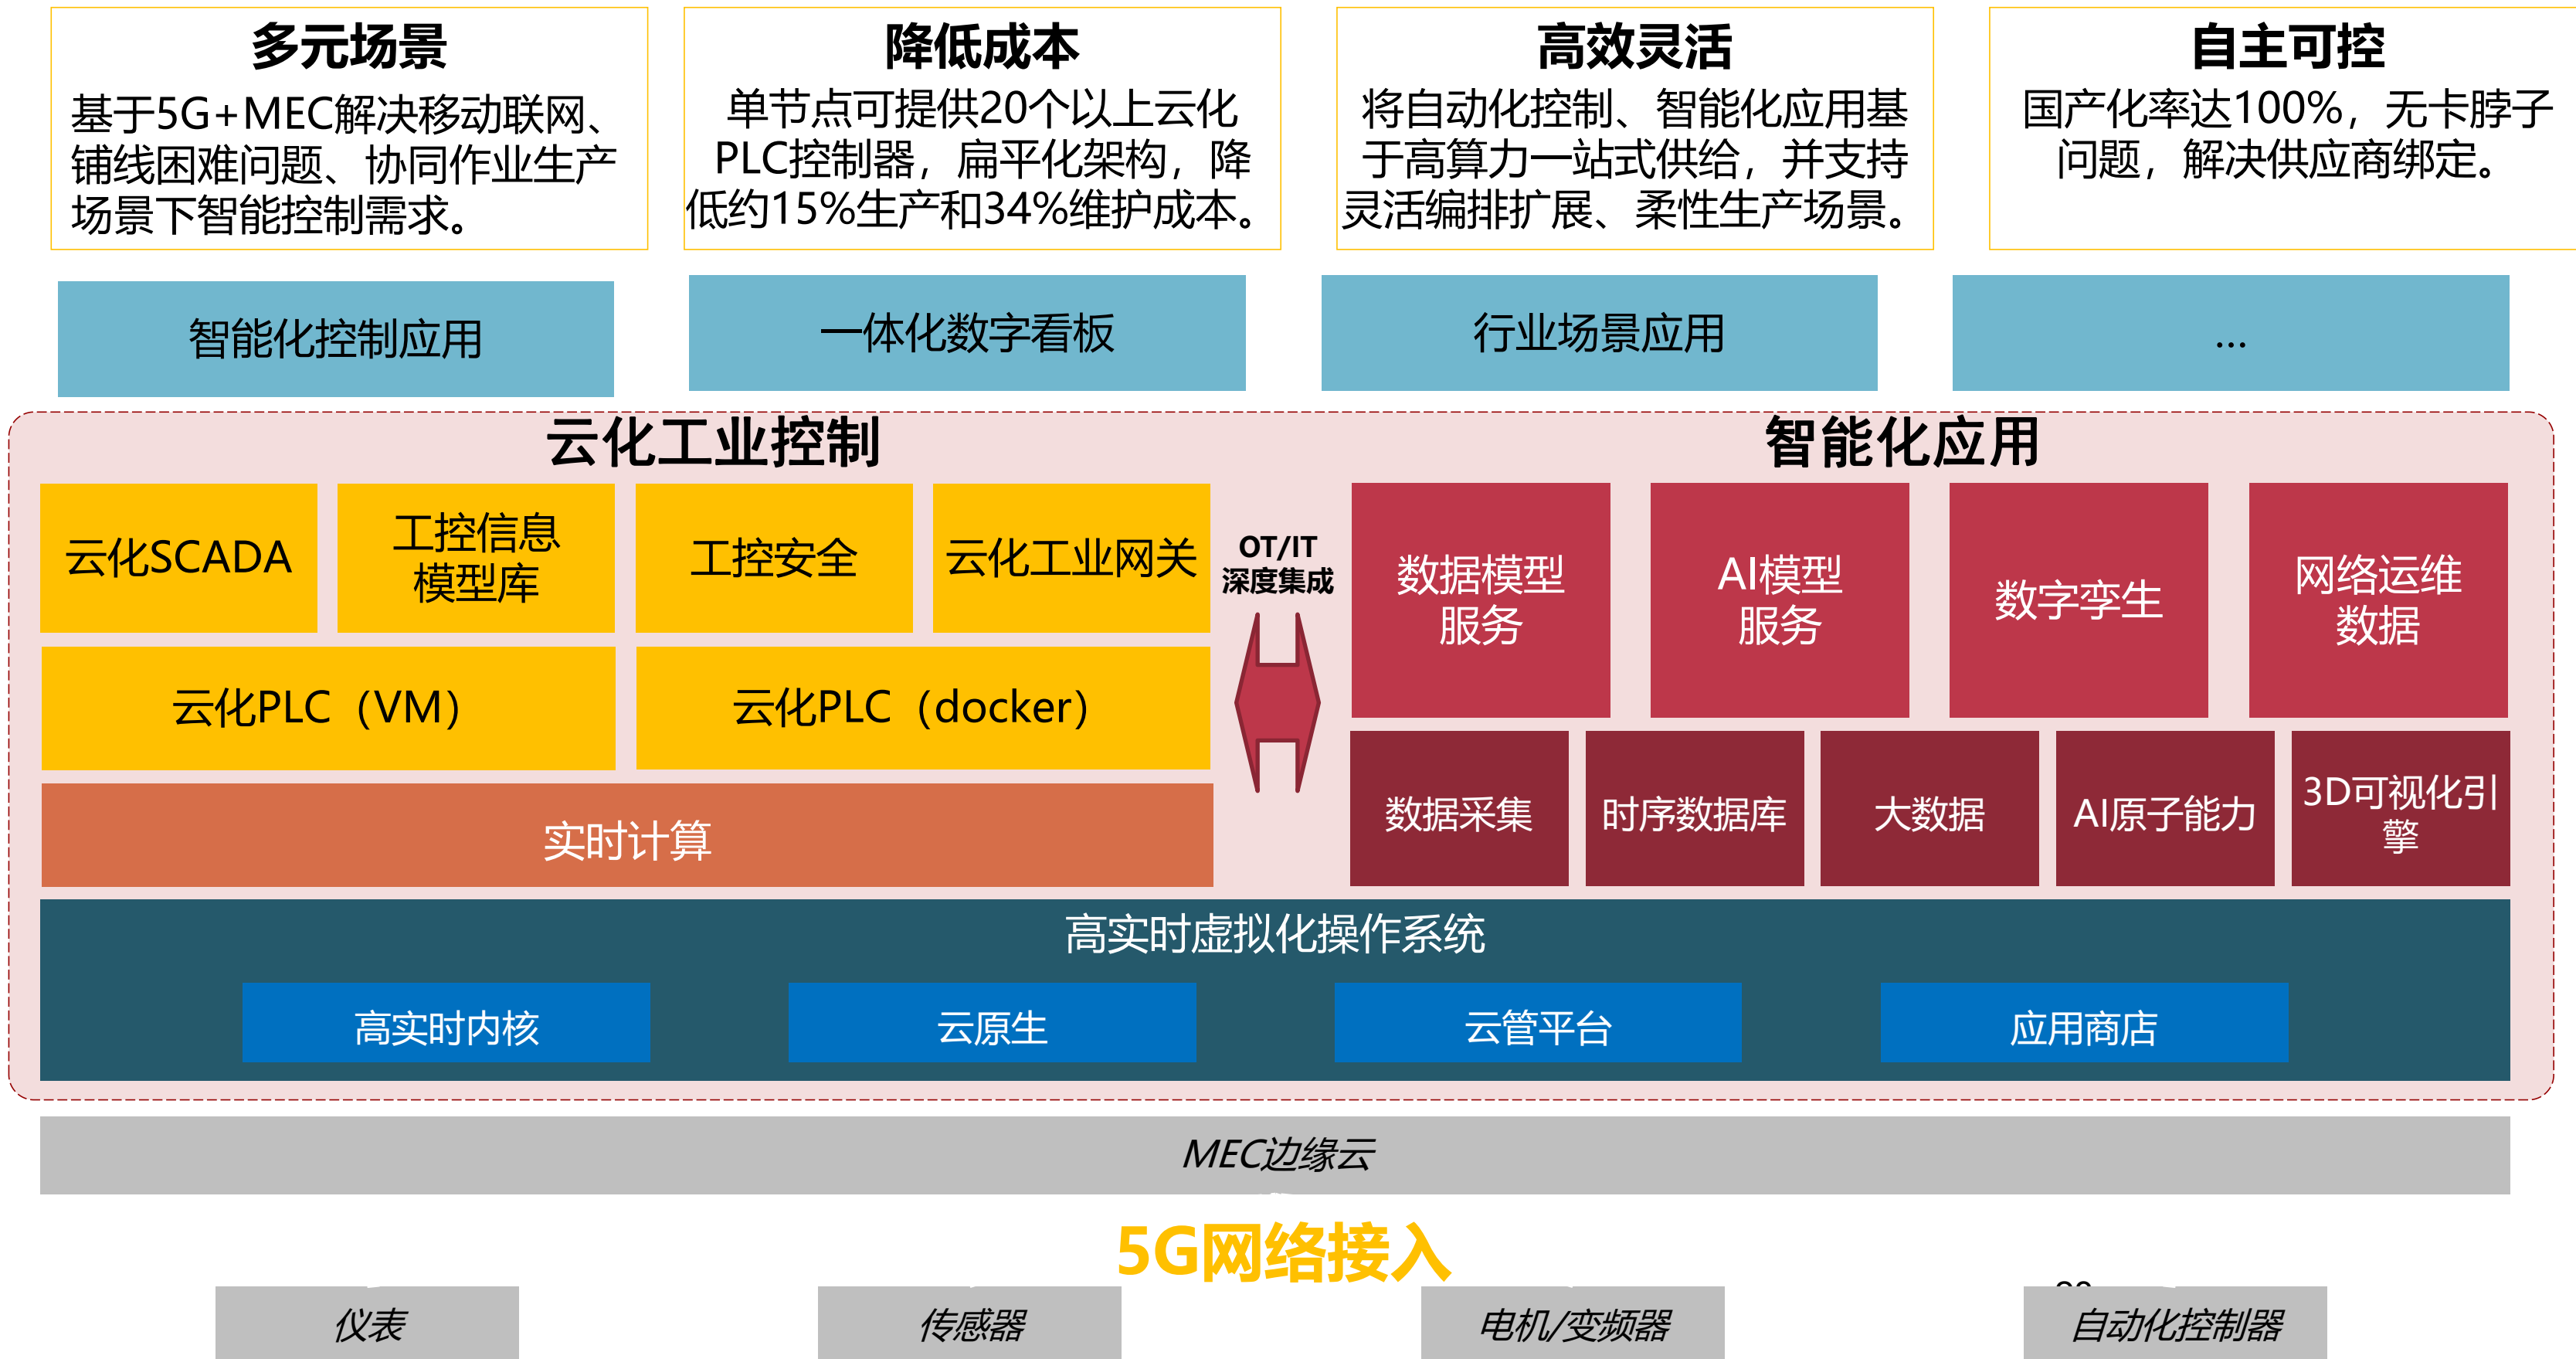 多元场景
基于5G+MEC解决移动联网、
铺线困难问题、协同作业生产
场景下智能控制需求。
降低成本
单节点可提供20个以上云化
PLC控制器，扁平化架构，降
低约15%生产和34%维护成本。
高效灵活
将自动化控制、智能化应用基
于高算力一站式供给，并支持
灵活编排扩展、柔性生产场景。
自主可控
国产化率达100%，无卡脖子
问题，解决供应商绑定。
智能化控制应用
一体化数字看板
行业场景应用
...
云化工业控制
智能化应用
云化SCADA
工控信息
模型库
工控安全
云化工业网关
云化PLC（VM）
云化PLC（docker）
实时计算
OT/IT
深度集成
数据模型
服务
AI模型
服务
数字孪生
网络运维
数据
数据采集
时序数据库
大数据
AI原子能力
3D可视化引
擎
高实时虚拟化操作系统
高实时内核
云原生
云管平台
应用商店
MEC边缘云
5G网络接入
仪表
传感器
电机/变频器
自动化控制器